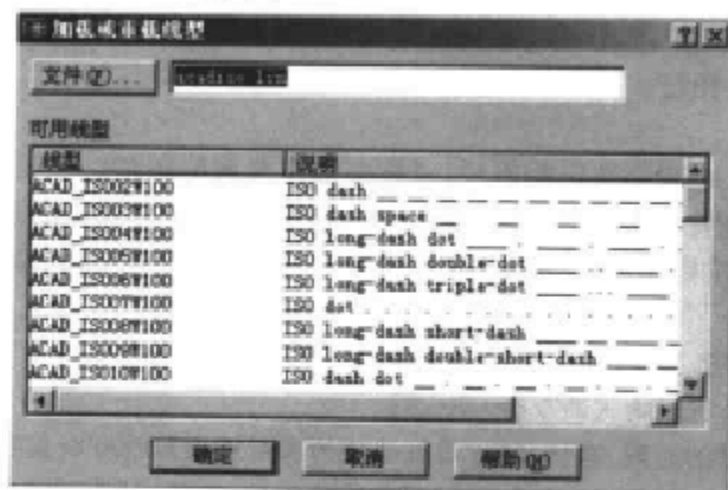 加载或重载线型
文件(F)... acadiso.lin
可用线型
线型 说明
ACAD_ISO02W100 ISO dash
ACAD_ISO03W100 ISO dash space
ACAD_ISO04W100 ISO long-dash dot
ACAD_ISO05W100 ISO long-dash double-dot
ACAD_ISO06W100 ISO long-dash triple-dot
ACAD_ISO07W100 ISO dot
ACAD_ISO08W100 ISO long-dash short-dash
ACAD_ISO09W100 ISO long-dash double-short-dash
ACAD_ISO10W100 ISO dash dot
确定 取消 帮助(H)